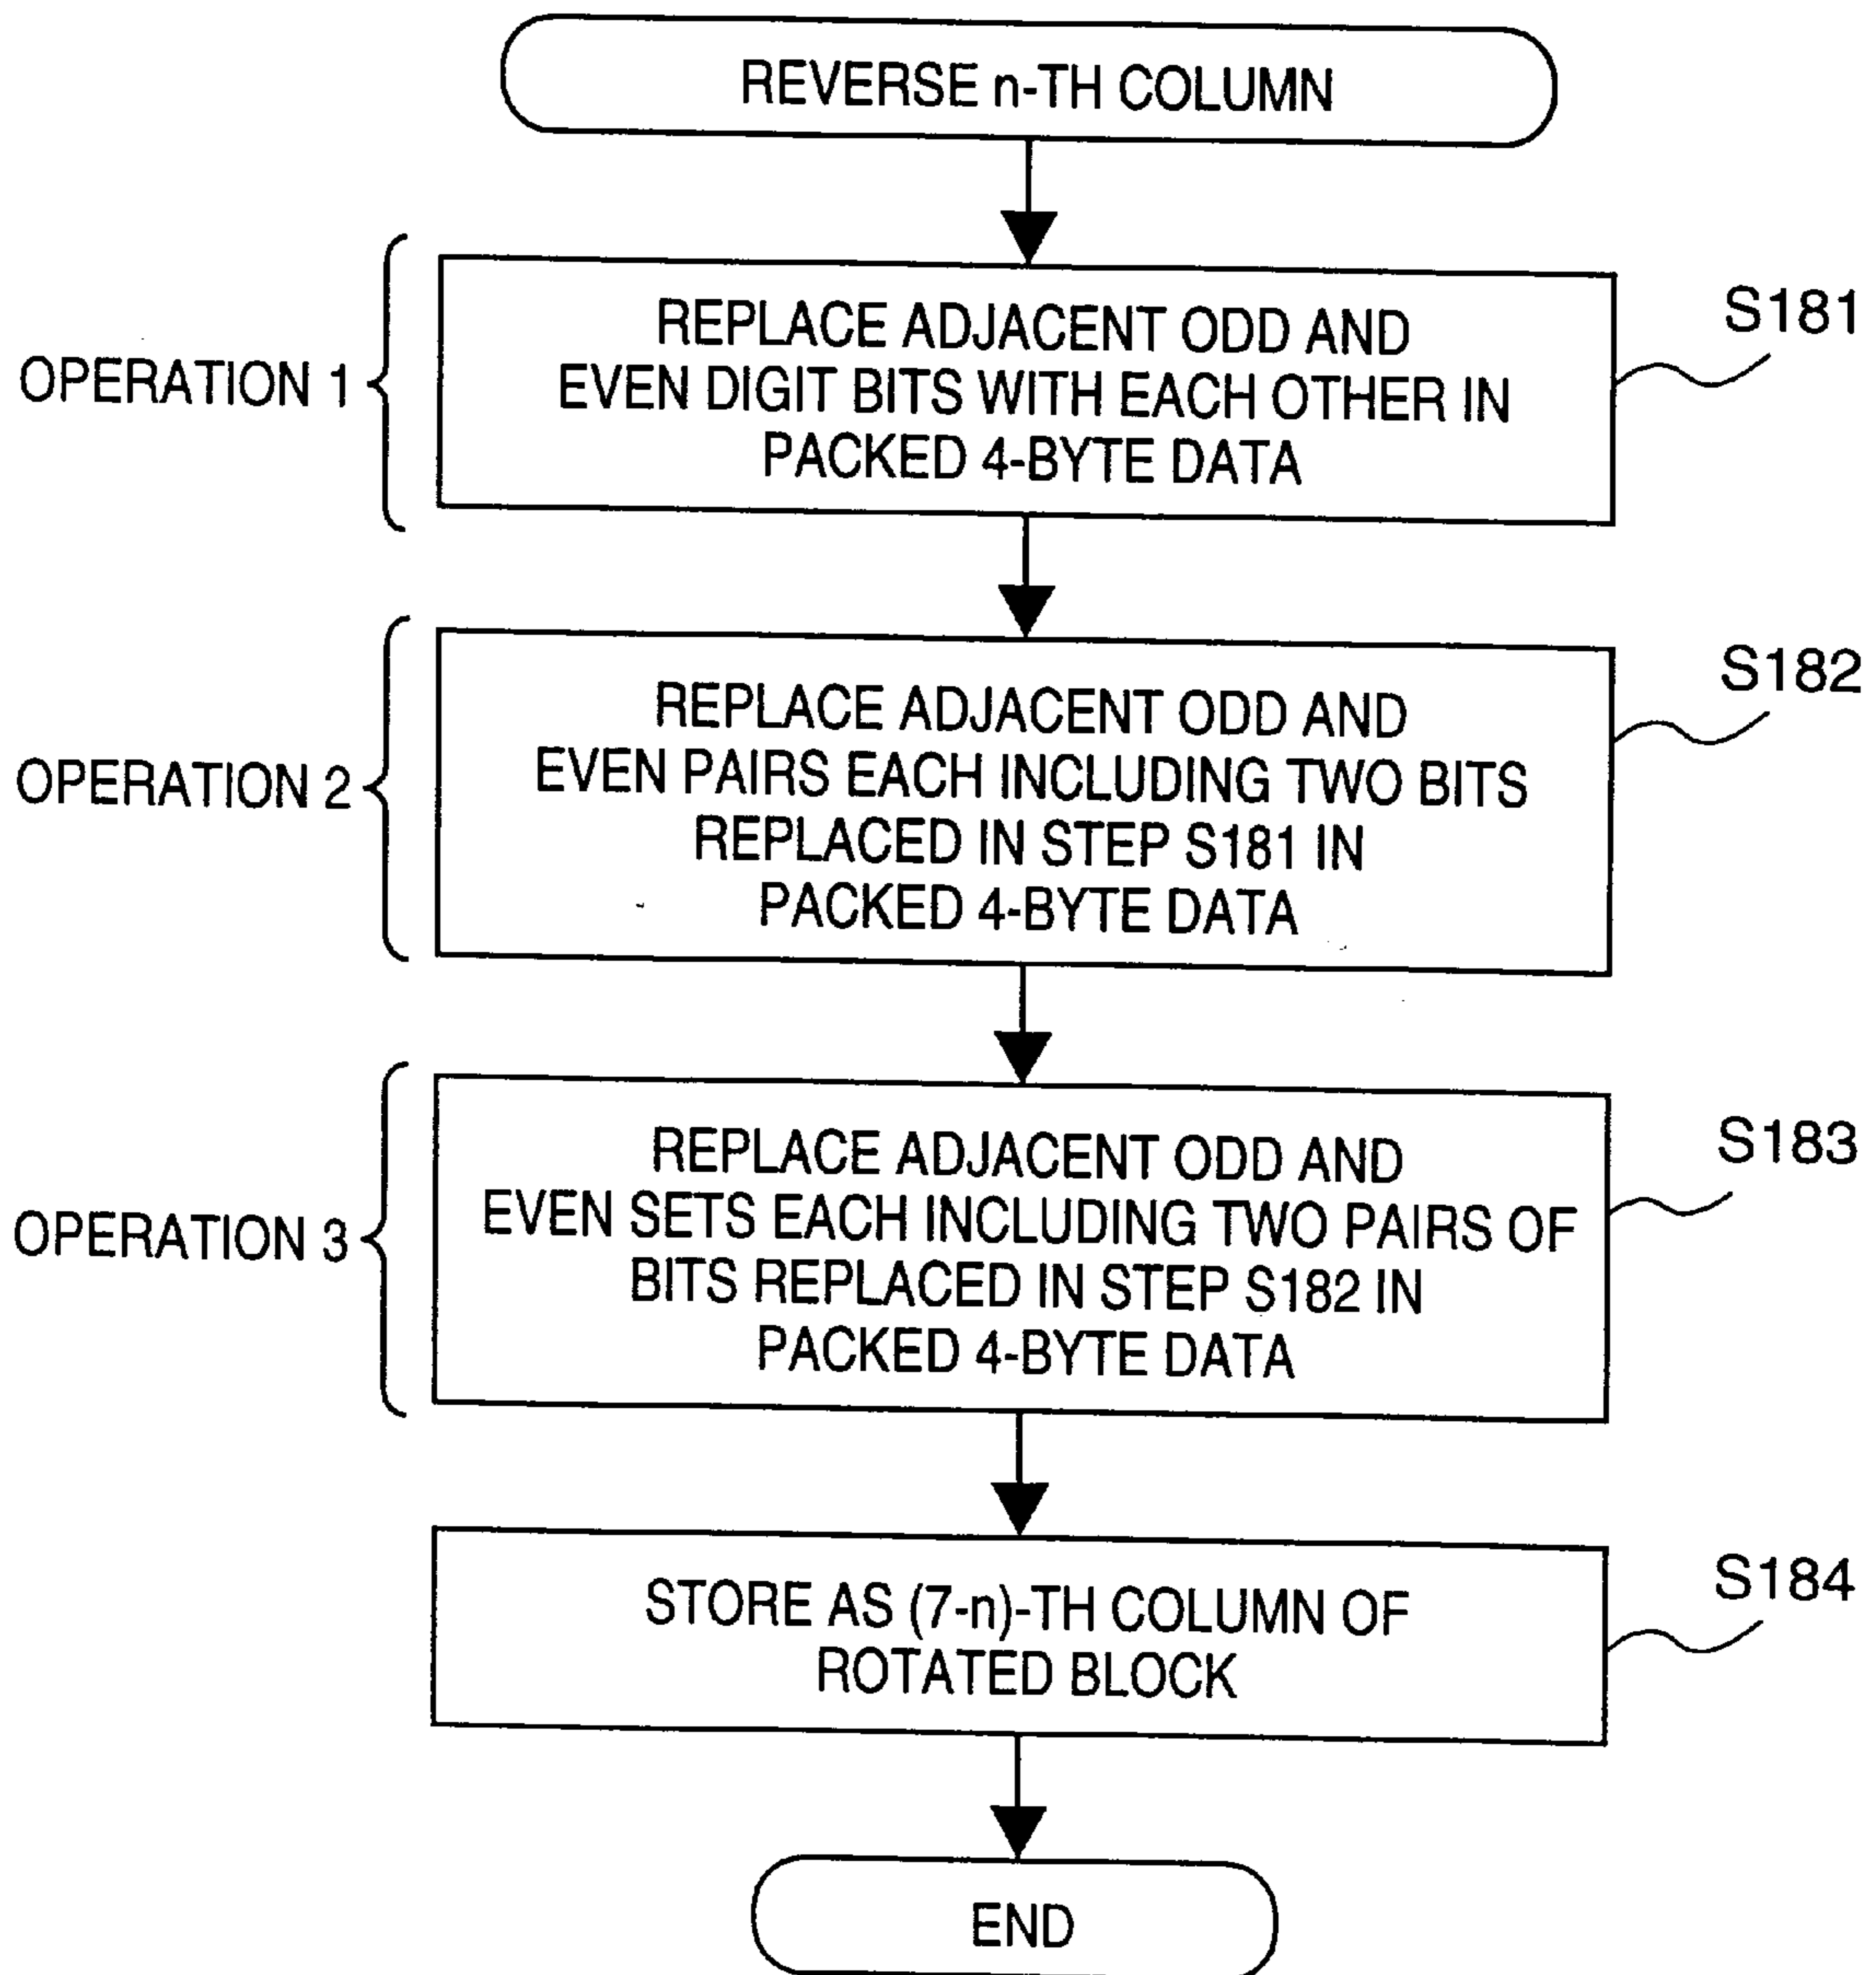 REVERSE n-TH COLUMN
OPERATION 1
REPLACE ADJACENT ODD AND
EVEN DIGIT BITS WITH EACH OTHER IN
PACKED 4-BYTE DATA
S181
OPERATION 2
REPLACE ADJACENT ODD AND
EVEN PAIRS EACH INCLUDING TWO BITS
REPLACED IN STEP S181 IN
PACKED 4-BYTE DATA
S182
OPERATION 3
REPLACE ADJACENT ODD AND
EVEN SETS EACH INCLUDING TWO PAIRS OF
BITS REPLACED IN STEP S182 IN
PACKED 4-BYTE DATA
S183
STORE AS (7-n)-TH COLUMN OF
ROTATED BLOCK
S184
END